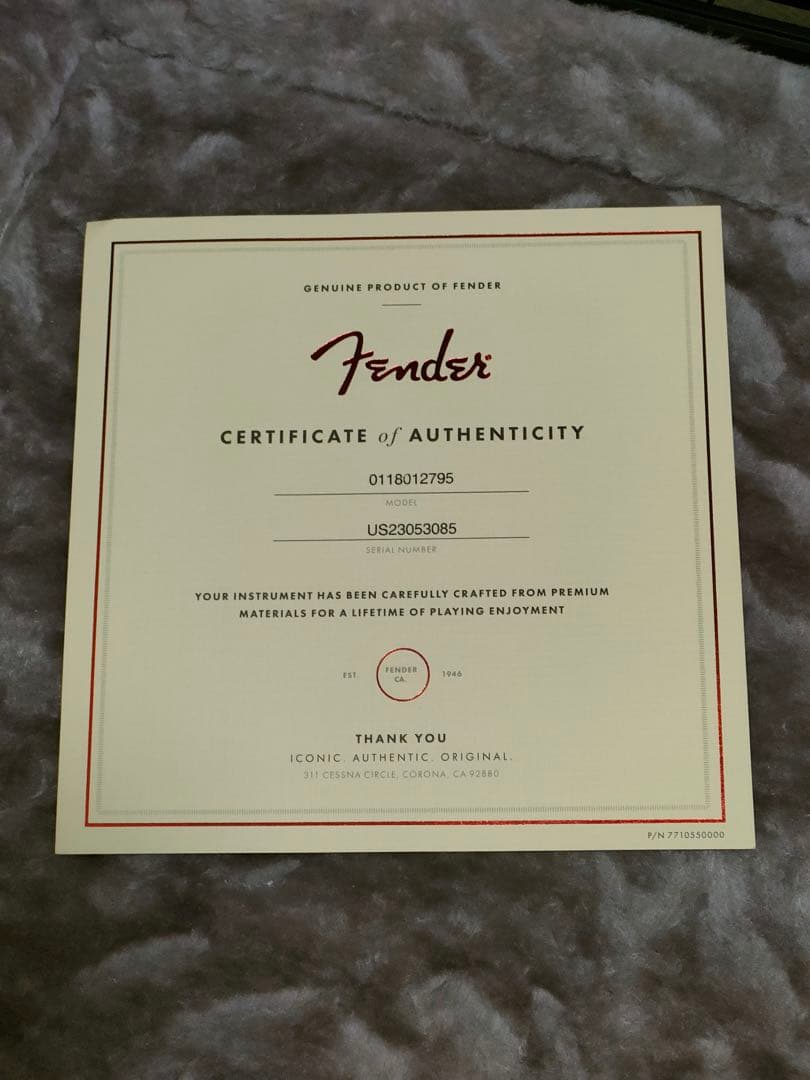 GENUINE PRODUCT OF FENDER
Fender
CERTIFICATE of AUTHENTICITY
0118012795
MODEL
US23053085
SERIAL NUMBER
YOUR INSTRUMENT HAS BEEN CAREFULLY CRAFTED FROM PREMIUM
MATERIALS FOR A LIFETIME OF PLAYING ENJOYMENT
EST. FENDER CA. 1946
THANK YOU
ICONIC. AUTHENTIC. ORIGINAL.
311 CESSNA CIRCLE, CORONA, CA 92880
P/N 7710550000